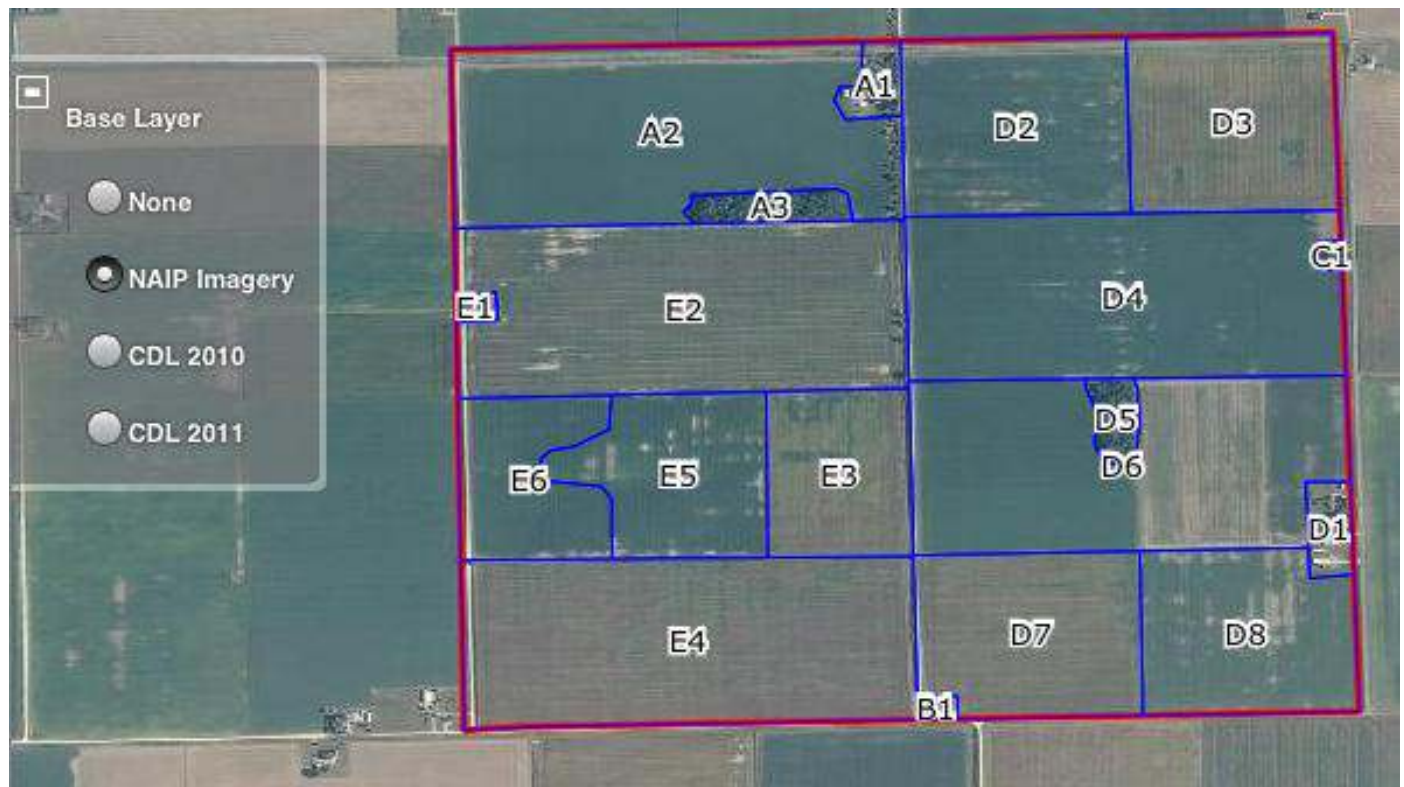 Base Layer
None
NAIP Imagery
CDL 2010
CDL 2011
A1
A2
A3
D2
D3
C1
E1
E2
D4
D5
D6
E6
E5
E3
D1
E4
D7
D8
B1